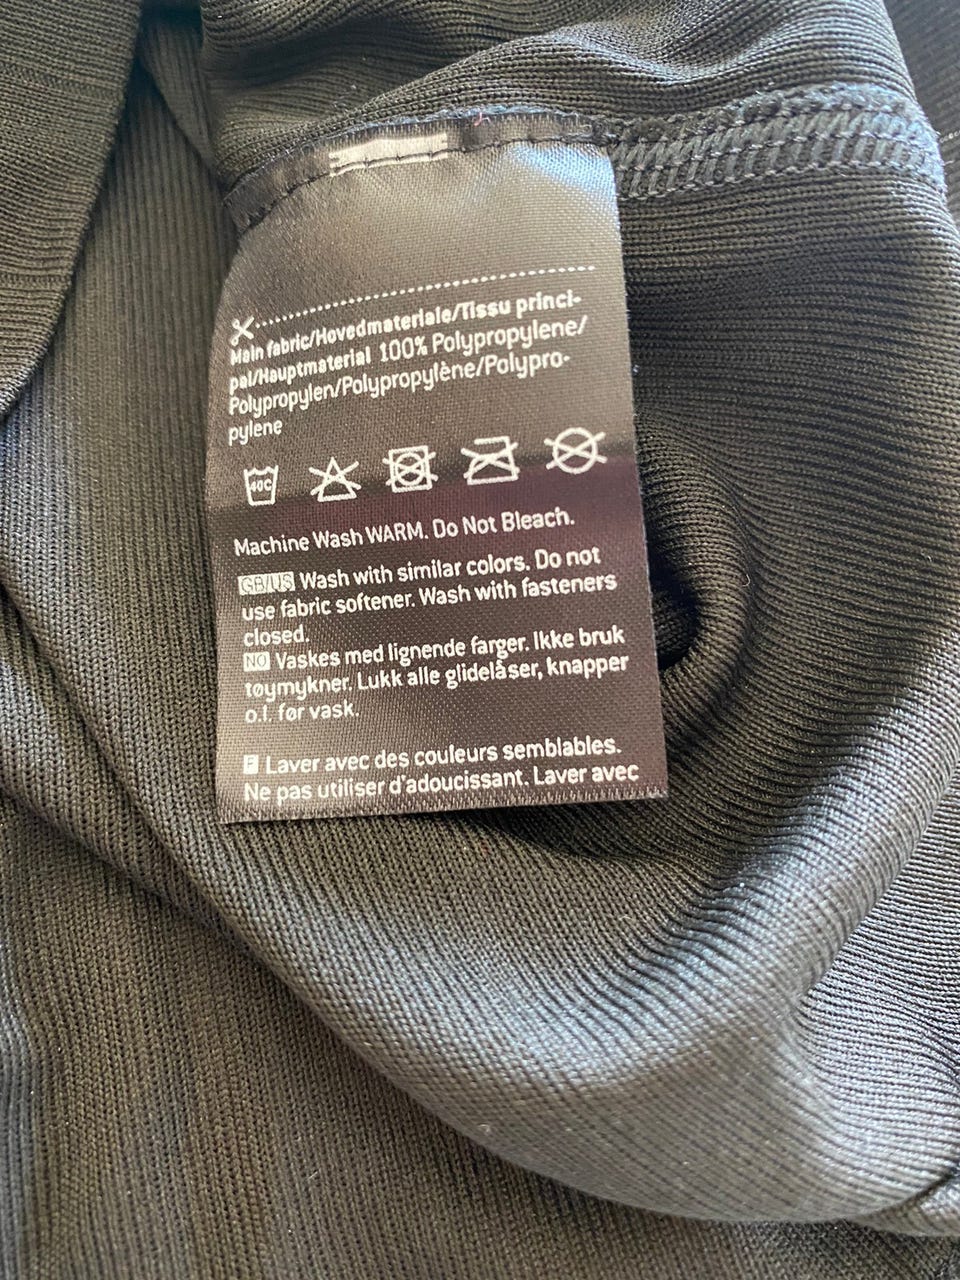 Main fabric/Hovedmateriale/Tissu princi-
pal/Hauptmaterial 100% Polypropylene/
Polypropylen/Polypropylène/Polypro-
pylene
40C
Machine Wash WARM. Do Not Bleach.
GB/US Wash with similar colors. Do not
use fabric softener. Wash with fasteners
closed.
NO Vaskes med lignende farger. Ikke bruk
tøymykner. Lukk alle glidelåser, knapper
o.l. før vask.
F Laver avec des couleurs semblables.
Ne pas utiliser d'adoucissant. Laver avec